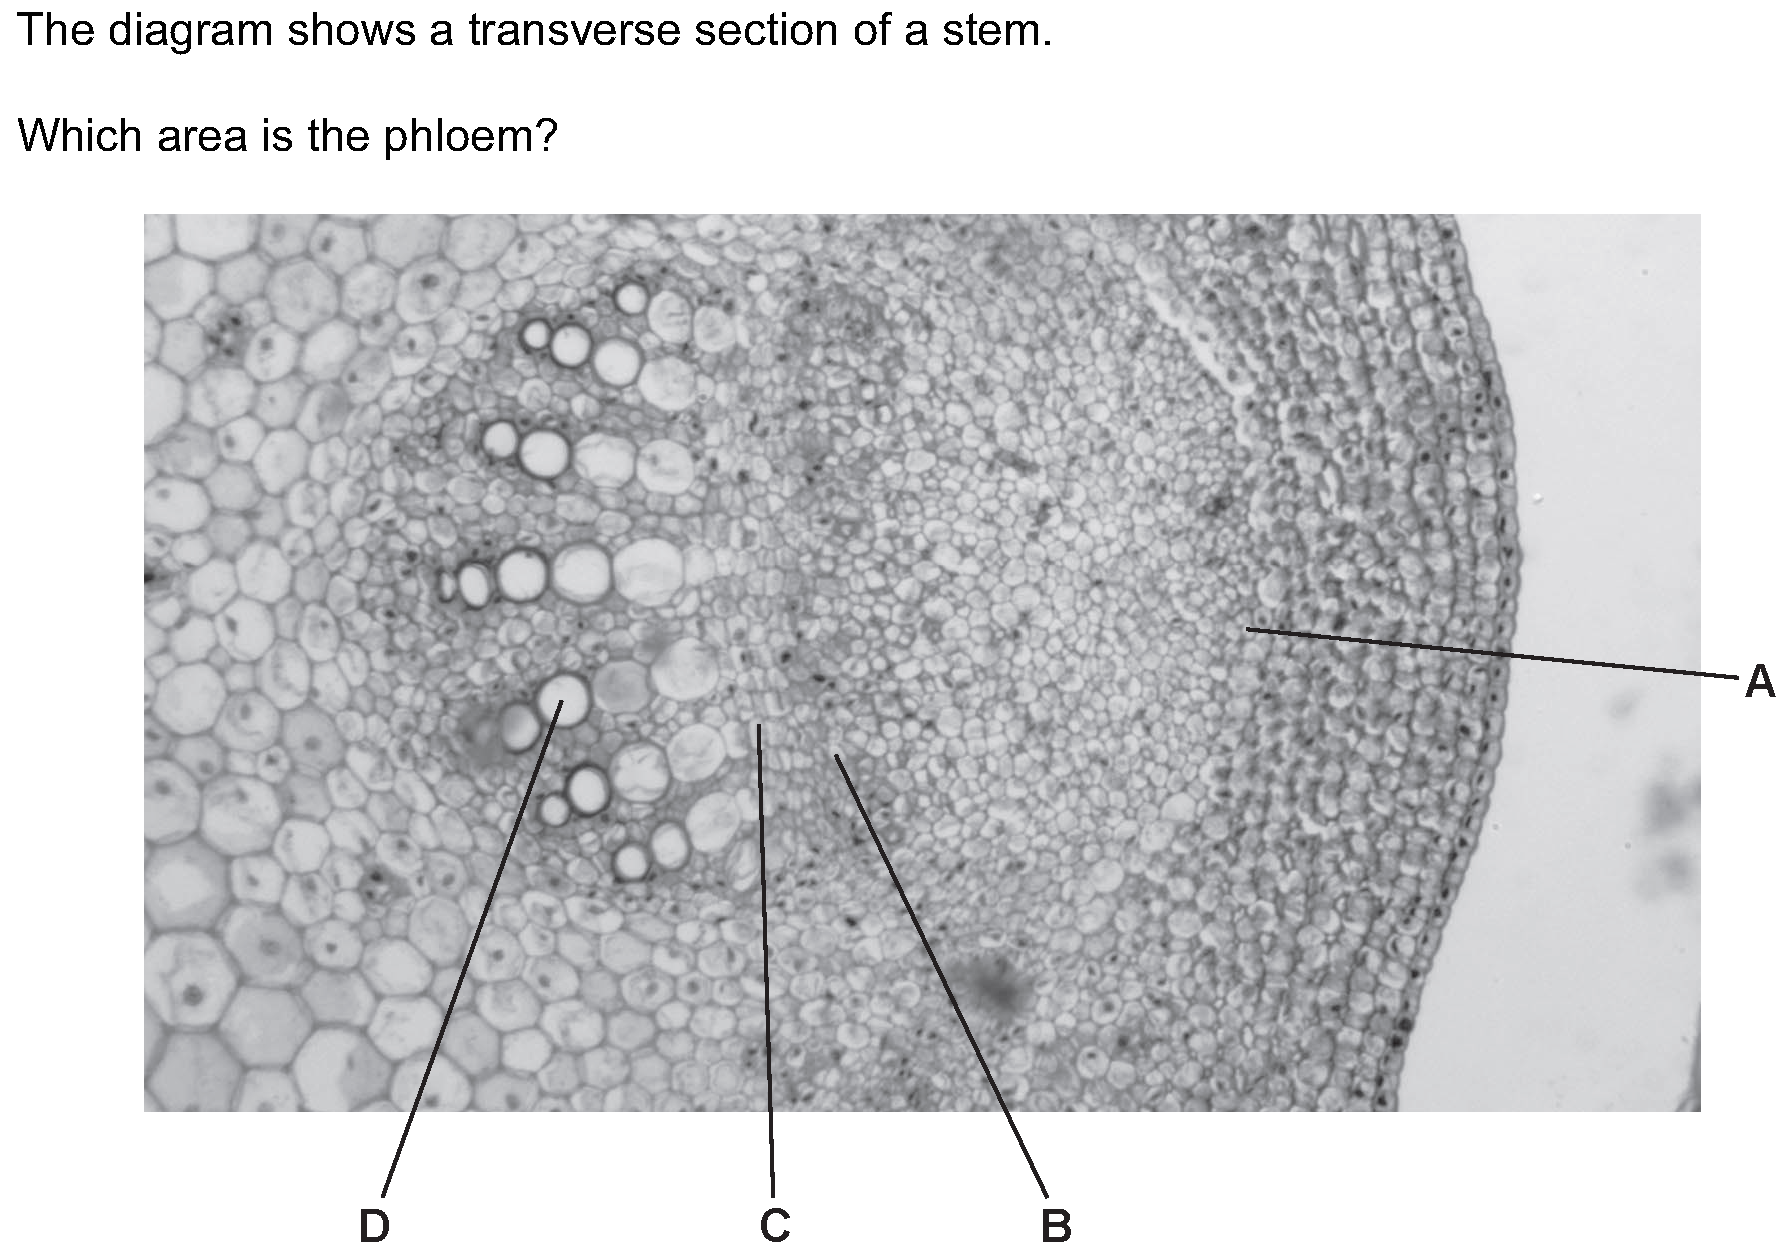 The diagram shows a transverse section of a stem.
Which area is the phloem?
A
D
C
B